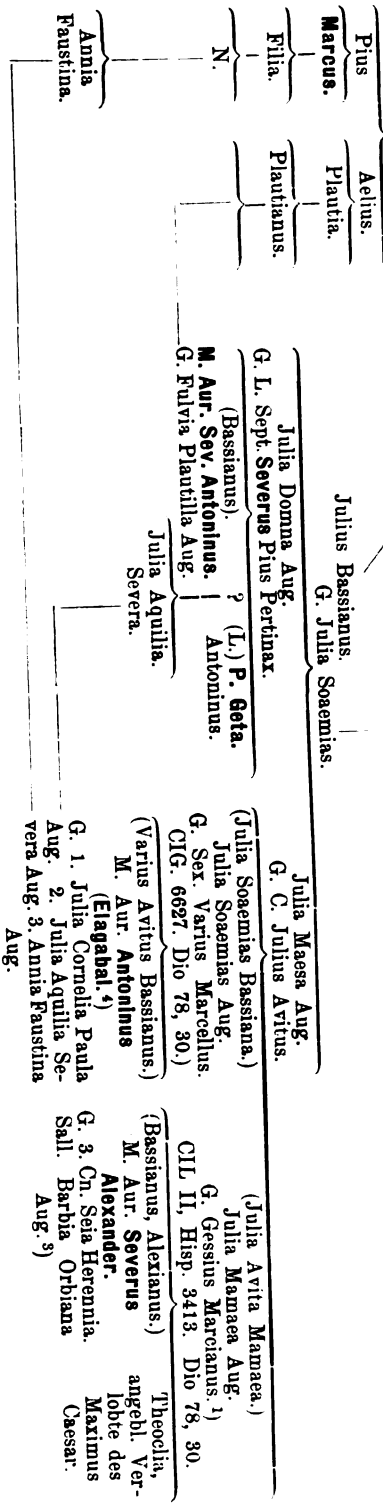 Pius
Marcus.
Filia.
N.
Annia
Faustina.
Aelius.
Plautia.
Plautianus.
Julius Bassianus.
G. Julia Soaemias.
Julia Domna Aug.
G. L. Sept. Severus Pius Pertinax.
(Bassianus).
M. Aur. Sev. Antoninus.
G. Fulvia Plautilla Aug.
?
(L.) P. Geta.
Antoninus.
Julia Aquilia.
Severa.
Julia Maesa Aug.
G. C. Julius Avitus.
(Julia Soaemias Bassiana.)
Julia Soaemias Aug.
G. Sex. Varius Marcellus.
CIG. 6627. Dio 78, 30.)
(Varius Avitus Bassianus.)
M. Aur. Antoninus
(Elagabal. ⁴)
G. 1. Julia Cornelia Paula
Aug. 2. Julia Aquilia Se-
vera Aug. 3. Annia Faustina
Aug.
(Julia Avita Mamaea.)
Julia Mamaea Aug.
G. Gessius Marcianus. ¹)
CIL II, Hisp. 3413. Dio 78, 30.
(Bassianus, Alexianus.)
M. Aur. Severus
Alexander.
G. 3. Cn. Seia Herennia.
Sall. Barbia Orbiana
Aug. ³)
Theoclia,
angebl. Ver-
lobte des
Maximus
Caesar.